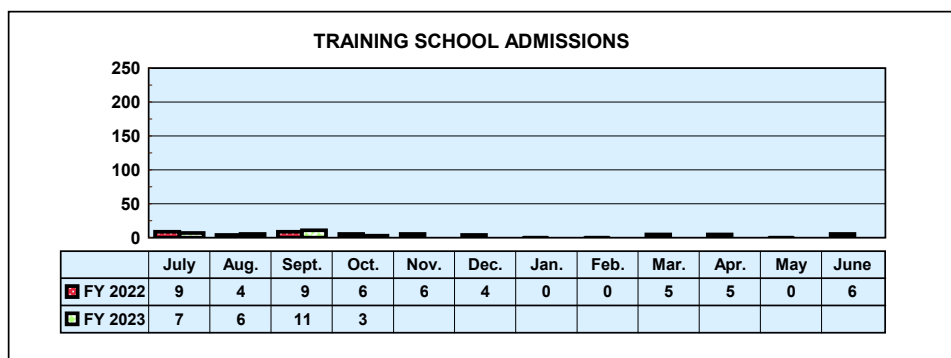 TRAINING SCHOOL ADMISSIONS
250
200
150
100
50
0
July Aug. Sept. Oct. Nov. Dec. Jan. Feb. Mar. Apr. May June
FY 2022 9 4 9 6 6 4 0 0 5 5 0 6
FY 2023 7 6 11 3